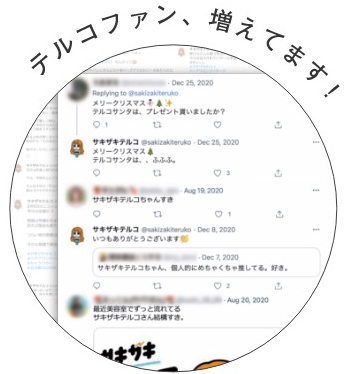 テルコファン、増えてます!
· Dec 25, 2020
Replying to @sakizakiteruko
メリークリスマス🎅🎄✨
テルコサンタは、プレゼント貰いましたか？
1
サキザキテルコ @sakizakiteruko · Dec 25, 2020
メリークリスマス🎄
テルコサンタは、、ふふふ。
3
· Aug 19, 2020
サキザキテルコちゃんすき
1
サキザキテルコ @sakizakiteruko · Dec 8, 2020
いつもありがとうございます👏
· Dec 7, 2020
サキザキテルコちゃん、個人的にめちゃくちゃ推してる。好き。
2
· Aug 20, 2020
最近美容室でずっと流れてる
サキザキテルコさん結構すき。
サキザキ